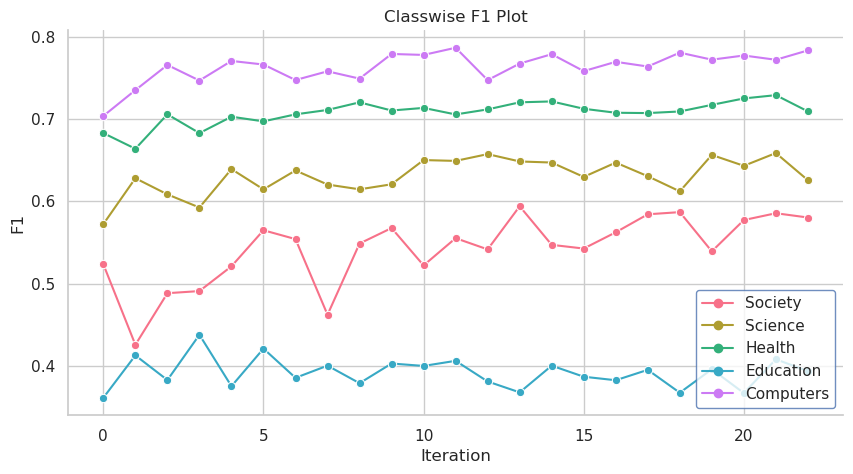 Classwise F1 Plot
0.8
0.7
0.6
0.5
0.4
F1
0 5 10 15 20
Iteration
Society
Science
Health
Education
Computers